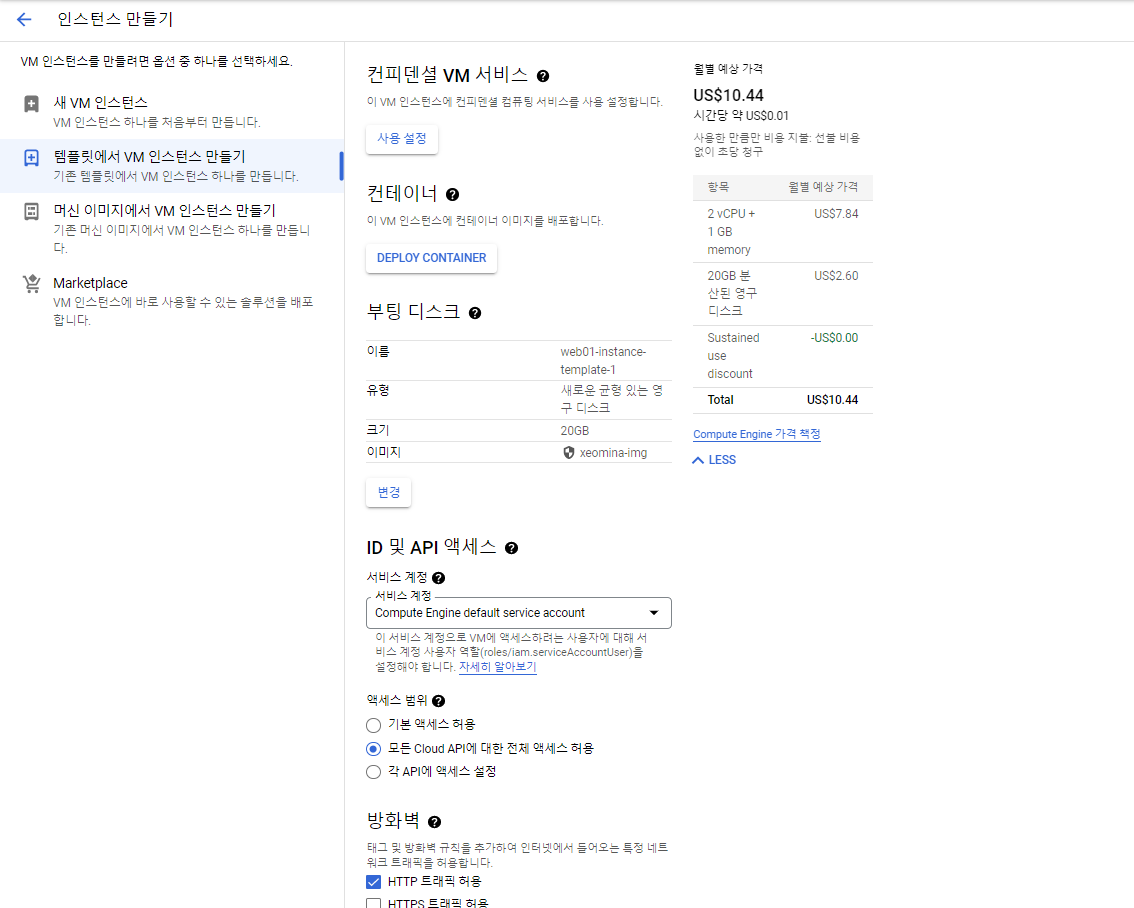 인스턴스 만들기
VM 인스턴스를 만들려면 옵션 중 하나를 선택하세요.
새 VM 인스턴스
VM 인스턴스 하나를 처음부터 만듭니다.
템플릿에서 VM 인스턴스 만들기
기존 템플릿에서 VM 인스턴스 하나를 만듭니다.
머신 이미지에서 VM 인스턴스 만들기
기존 머신 이미지에서 VM 인스턴스 하나를 만듭니
다.
Marketplace
VM 인스턴스에 바로 사용할 수 있는 솔루션을 배포
합니다.
컨피덴셜 VM 서비스
이 VM 인스턴스에 컨피덴셜 컴퓨팅 서비스를 사용 설정합니다.
사용 설정
컨테이너
이 VM 인스턴스에 컨테이너 이미지를 배포합니다.
DEPLOY CONTAINER
부팅 디스크
이름 web01-instance-
template-1
유형 새로운 균형 있는 영
구 디스크
크기 20GB
이미지 xeomina-img
변경
ID 및 API 액세스
서비스 계정
서비스 계정
Compute Engine default service account
이 서비스 계정으로 VM에 액세스하려는 사용자에 대해 서
비스 계정 사용자 역할(roles/iam.serviceAccountUser)을
설정해야 합니다. 자세히 알아보기
액세스 범위
기본 액세스 허용
모든 Cloud API에 대한 전체 액세스 허용
각 API에 액세스 설정
방화벽
태그 및 방화벽 규칙을 추가하여 인터넷에서 들어오는 특정 네트
워크 트래픽을 허용합니다.
HTTP 트래픽 허용
HTTPS 트래픽 허용
월별 예상 가격
US$10.44
시간당 약 US$0.01
사용한 만큼만 비용 지불: 선불 비용
없이 초당 청구
항목 월별 예상 가격
2 vCPU + US$7.84
1 GB
memory
20GB 분 US$2.60
산된 영구
디스크
Sustained -US$0.00
use
discount
Total US$10.44
Compute Engine 가격 책정
LESS